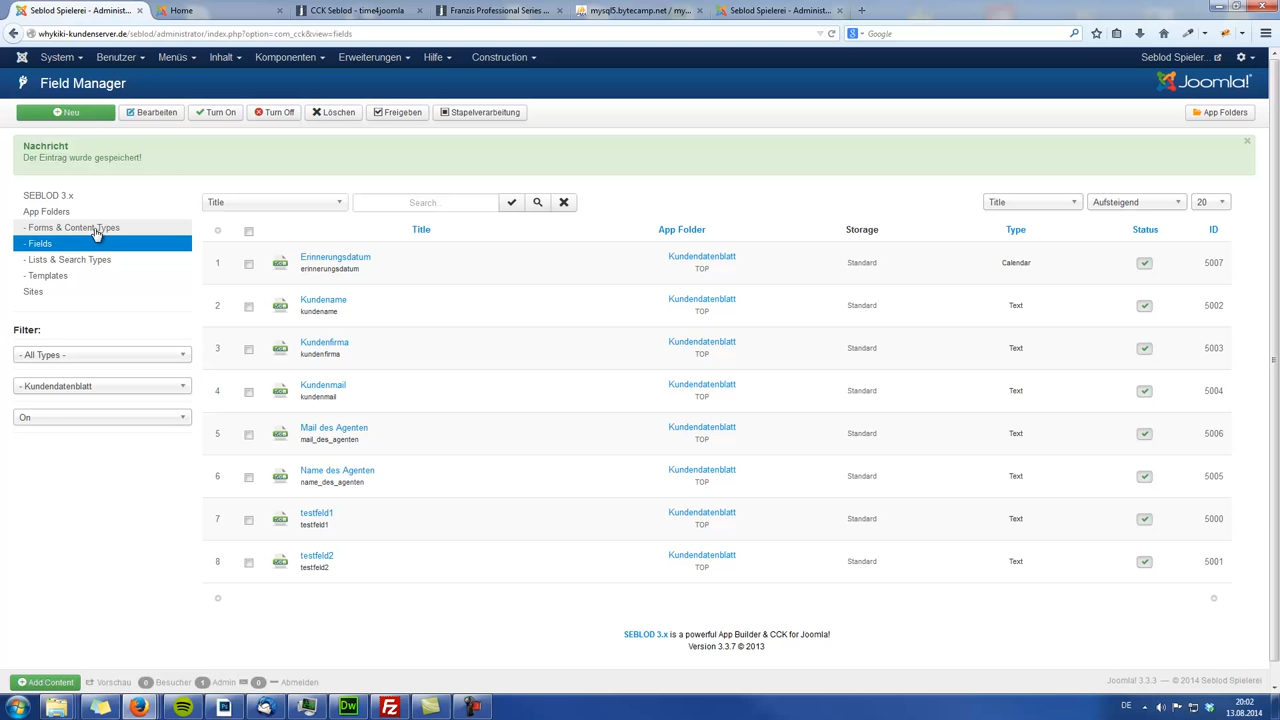 Seblod Spielerei - Administ...
Home
CCK Seblod - time4joomla
Franzis Professional Series ...
mysql5.bytecamp.net / my...
Seblod Spielerei - Administ...
whykiki-kundenserver.de/seblod/administrator/index.php?option=com_cck&view=fields
Google
System
Benutzer
Menüs
Inhalt
Komponenten
Erweiterungen
Hilfe
Construction
Seblod Spieler...
Field Manager
Joomla!
Neu
Bearbeiten
Turn On
Turn Off
Löschen
Freigeben
Stapelverarbeitung
App Folders
Nachricht
Der Eintrag wurde gespeichert!
SEBLOD 3.x
App Folders
- Forms & Content Types
- Fields
- Lists & Search Types
- Templates
Sites
Filter:
- All Types -
- Kundendatenblatt
On
Title
Search..
Title
Aufsteigend
20
Title App Folder Storage Type Status ID
1 Erinnerungsdatum Kundendatenblatt Standard Calendar 5007
erinnerungsdatum TOP
2 Kundename Kundendatenblatt Standard Text 5002
kundename TOP
3 Kundenfirma Kundendatenblatt Standard Text 5003
kundenfirma TOP
4 Kundenmail Kundendatenblatt Standard Text 5004
kundenmail TOP
5 Mail des Agenten Kundendatenblatt Standard Text 5006
mail_des_agenten TOP
6 Name des Agenten Kundendatenblatt Standard Text 5005
name_des_agenten TOP
7 testfeld1 Kundendatenblatt Standard Text 5000
testfeld1 TOP
8 testfeld2 Kundendatenblatt Standard Text 5001
testfeld2 TOP
SEBLOD 3.x is a powerful App Builder & CCK for Joomla!
Version 3.3.7 © 2013
Add Content
Vorschau
0 Besucher
1 Admin
0
Abmelden
Joomla! 3.3.3 — © 2014 Seblod Spielerei
DE
20:02
13.08.2014